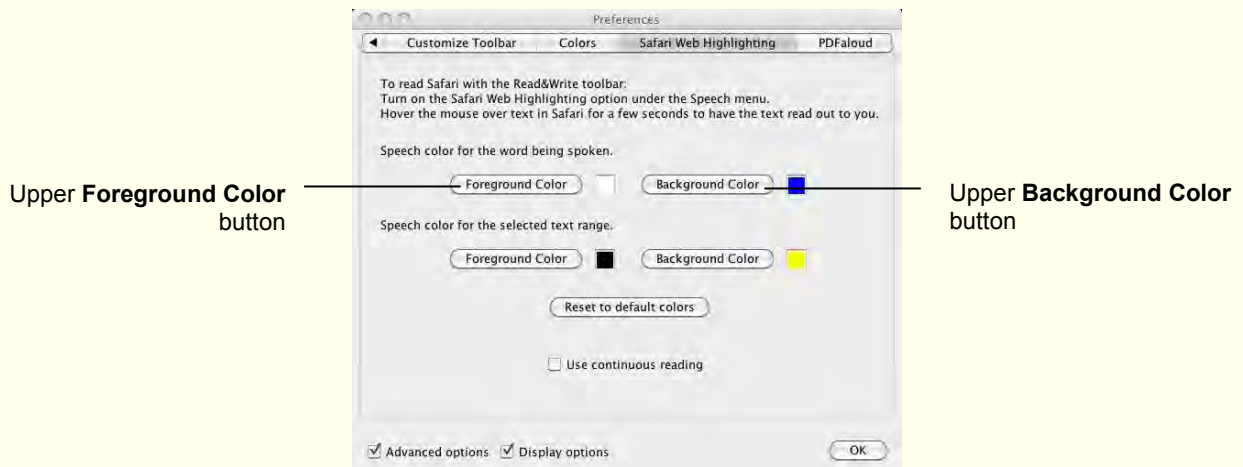 Preferences
Customize Toolbar Colors Safari Web Highlighting PDFaloud
To read Safari with the Read&Write toolbar:
Turn on the Safari Web Highlighting option under the Speech menu.
Hover the mouse over text in Safari for a few seconds to have the text read out to you.
Speech color for the word being spoken.
Foreground Color Background Color
Upper Foreground Color
button
Upper Background Color
button
Speech color for the selected text range.
Foreground Color Background Color
Reset to default colors
Use continuous reading
Advanced options Display options OK